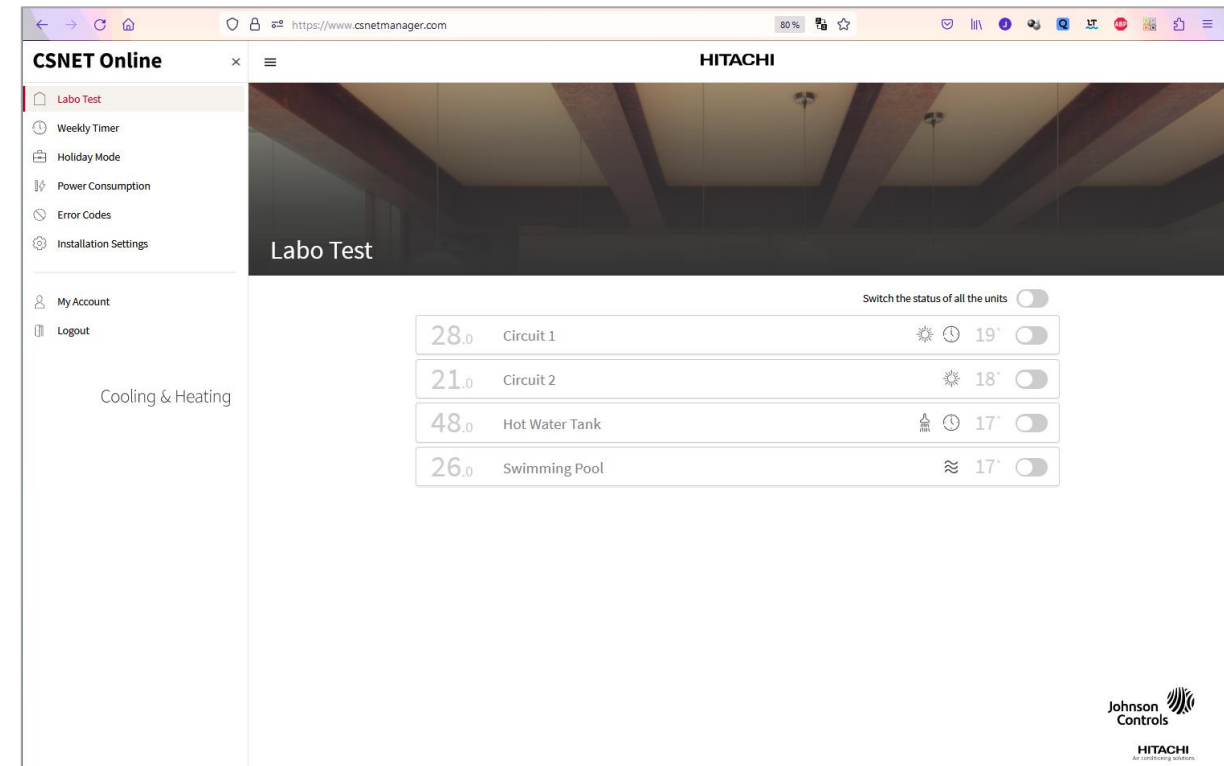 https://www.csnetmanager.com
80%
CSNET Online
HITACHI
Labo Test
Weekly Timer
Holiday Mode
Power Consumption
Error Codes
Installation Settings
My Account
Logout
Cooling & Heating
Labo Test
Switch the status of all the units
28.0 Circuit 1 19°
21.0 Circuit 2 18°
48.0 Hot Water Tank 17°
26.0 Swimming Pool 17°
Johnson
Controls
HITACHI
Air conditioning solutions